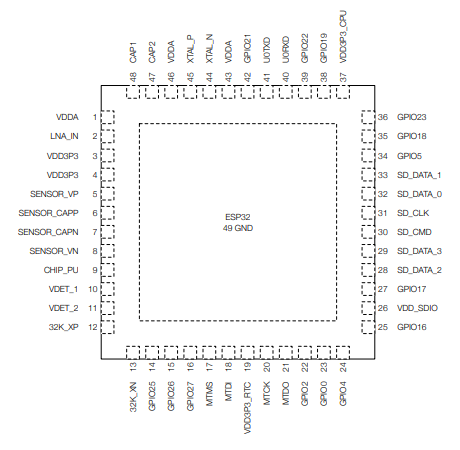 48 CAP1
47 CAP2
46 VDDA
45 XTAL_P
44 XTAL_N
43 VDDA
42 GPIO21
41 U0TXD
40 U0RXD
39 GPIO22
38 GPIO19
37 VDD3P3_CPU
VDDA 1
LNA_IN 2
VDD3P3 3
VDD3P3 4
SENSOR_VP 5
SENSOR_CAPP 6
SENSOR_CAPN 7
SENSOR_VN 8
CHIP_PU 9
VDET_1 10
VDET_2 11
32K_XP 12
ESP32
49 GND
36 GPIO23
35 GPIO18
34 GPIO5
33 SD_DATA_1
32 SD_DATA_0
31 SD_CLK
30 SD_CMD
29 SD_DATA_3
28 SD_DATA_2
27 GPIO17
26 VDD_SDIO
25 GPIO16
32K_XN 13
GPIO25 14
GPIO26 15
GPIO27 16
MTMS 17
MTDI 18
VDD3P3_RTC 19
MTCK 20
MTDO 21
GPIO2 22
GPIO0 23
GPIO4 24